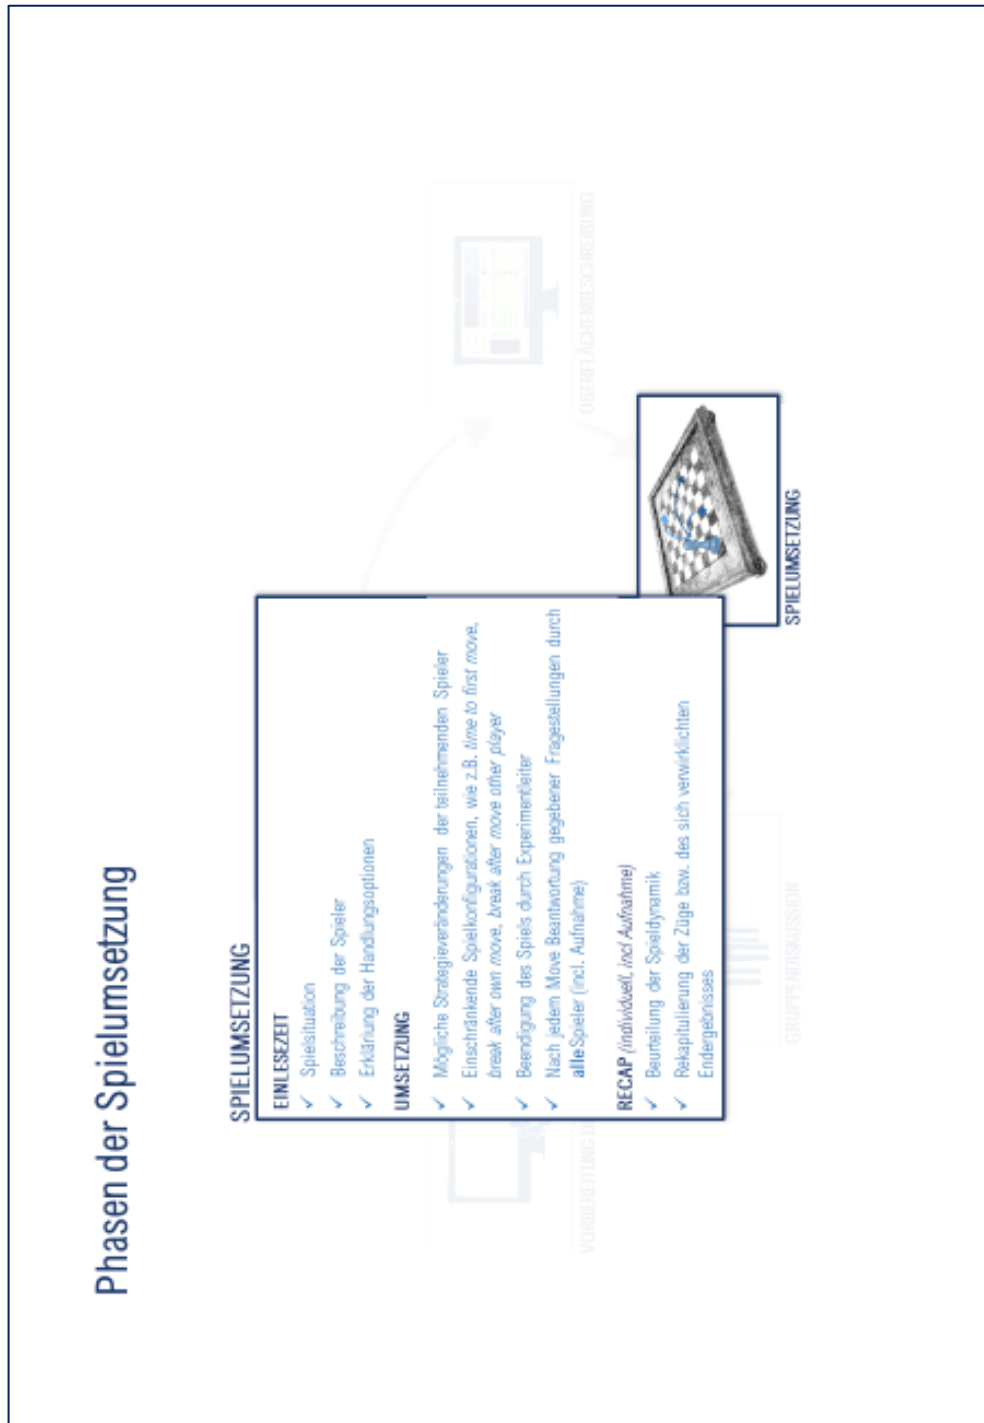 Phasen der Spielumsetzung
SPIELUMSETZUNG
EINLESEZEIT
✓ Spielsituation
✓ Beschreibung der Spieler
✓ Erklärung der Handlungsoptionen
UMSETZUNG
✓ Mögliche Strategieveränderungen der teilnehmenden Spieler
✓ Einschränkende Spielkonfigurationen, wie z.B. time to first move,
break after own move, break after move other player
✓ Beendigung des Spiels durch Experimentleiter
✓ Nach jedem Move Beantwortung gegebener Fragestellungen durch
alle Spieler (incl. Aufnahme)
RECAP (individuell, incl Aufnahme)
✓ Beurteilung der Spieldynamik
✓ Rekapitulierung der Züge bzw. des sich verwirklichten
Endergebnisses
SPIELUMSETZUNG
OBERFLÄCHENBESCHREIBUNG
GRUPPENDISKUSSION
VORBEREITUNG